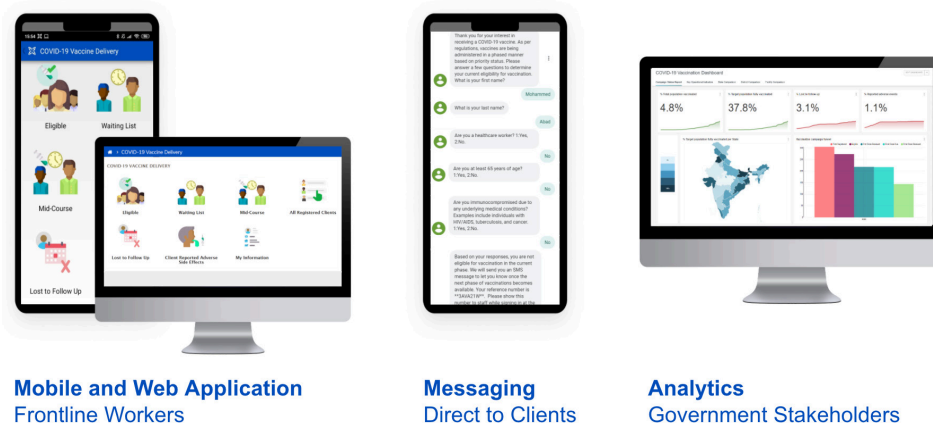 10:54
COVID-19 Vaccine Delivery
Eligible
Waiting List
Mid-Course
Lost to Follow Up
COVID-19 Vaccine Delivery
COVID-19 VACCINE DELIVERY
Eligible
Waiting List
Mid-Course
All Registered Clients
Lost to Follow Up
Client Reported Adverse
Side Effects
My Information
Thank you for your interest in
receiving a COVID-19 vaccine. As per
regulations, vaccines are being
administered in a phased manner
based on priority status. Please
answer a few questions to determine
your current eligibility for vaccination.
What is your first name?
Mohammed
What is your last name?
Abad
Are you a healthcare worker? 1:Yes,
2:No.
No
Are you at least 65 years of age?
1:Yes, 2:No.
No
Are you immunocompromised due to
any underlying medical conditions?
Examples include individuals with
HIV/AIDS, tuberculosis, and cancer.
1:Yes, 2:No.
No
Based on your responses, you are not
eligible for vaccination in the current
phase. We will send you an SMS
message to let you know once the
next phase of vaccinations becomes
available. Your reference number is
**3AVA21W**. Please show this
number to staff while signing in at the
COVID-19 Vaccination Dashboard
4.8%
37.8%
3.1%
1.1%
Mobile and Web Application
Frontline Workers
Messaging
Direct to Clients
Analytics
Government Stakeholders